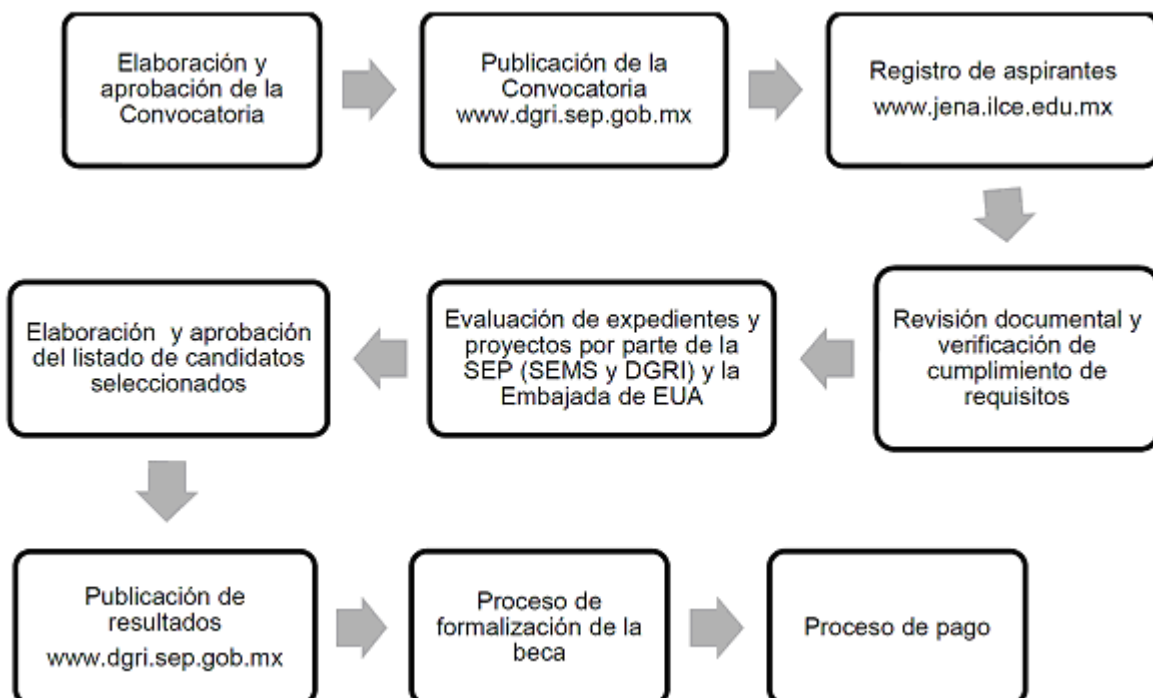 Elaboración y
aprobación de la
Convocatoria
Publicación de la
Convocatoria
www.dgri.sep.gob.mx
Registro de aspirantes
www.jena.ilce.edu.mx
Revisión documental y
verificación de
cumplimiento de
requisitos
Evaluación de expedientes y
proyectos por parte de la
SEP (SEMS y DGRI) y la
Embajada de EUA
Elaboración y aprobación
del listado de candidatos
seleccionados
Publicación de
resultados
www.dgri.sep.gob.mx
Proceso de
formalización de la
beca
Proceso de pago